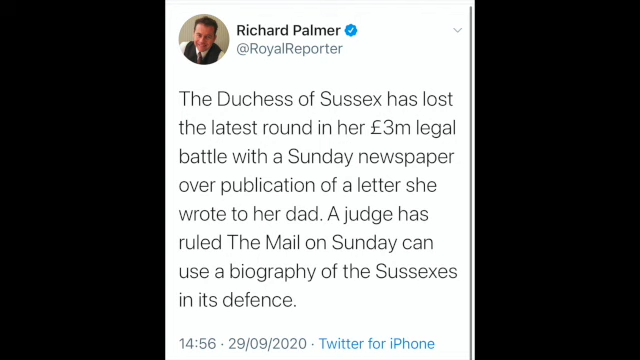 Richard Palmer
@RoyalReporter
The Duchess of Sussex has lost
the latest round in her £3m legal
battle with a Sunday newspaper
over publication of a letter she
wrote to her dad. A judge has
ruled The Mail on Sunday can
use a biography of the Sussexes
in its defence.
14:56 · 29/09/2020 · Twitter for iPhone